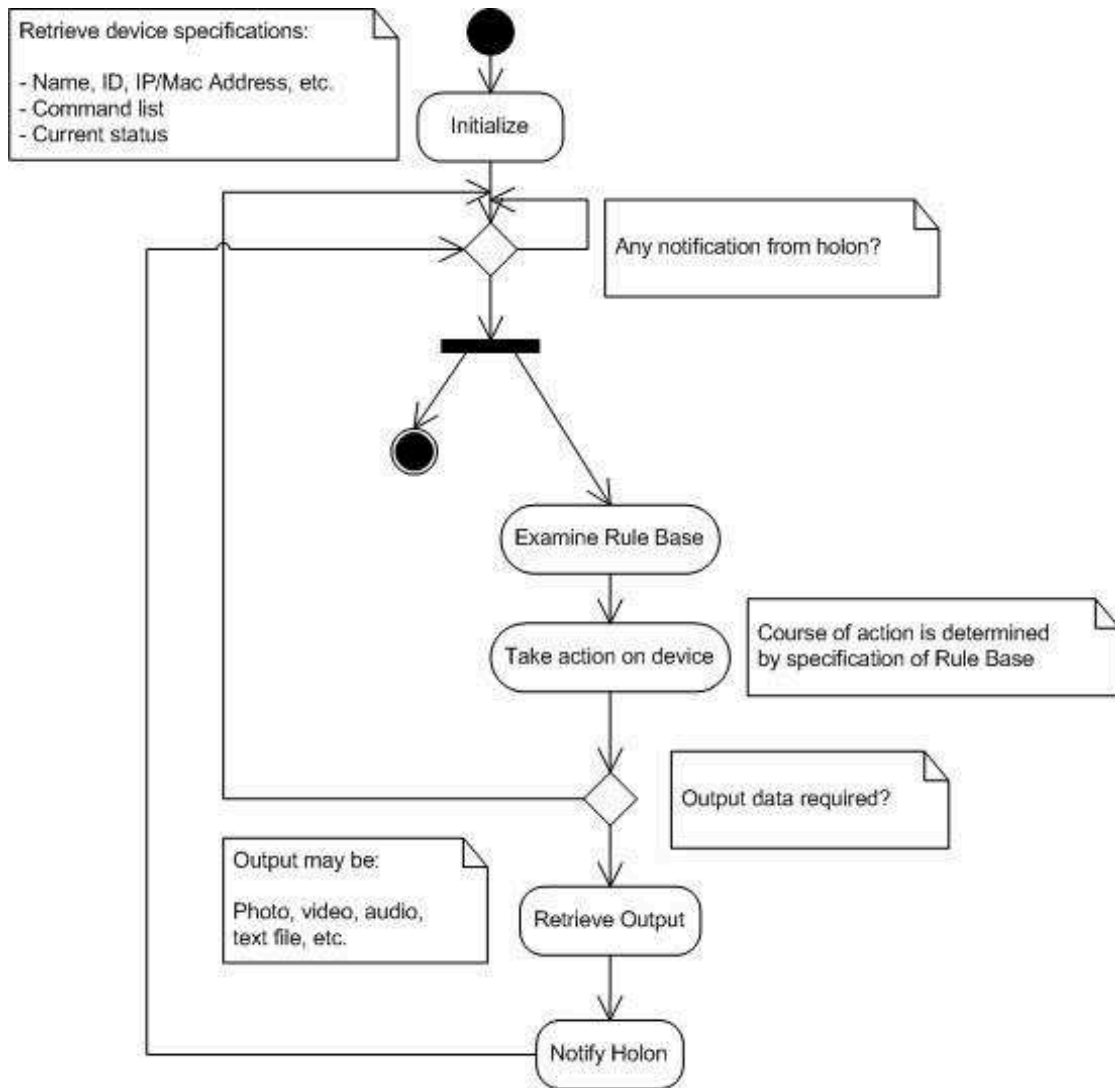 Retrieve device specifications:
- Name, ID, IP/Mac Address, etc.
- Command list
- Current status
Initialize
Any notification from holon?
Examine Rule Base
Take action on device
Course of action is determined
by specification of Rule Base
Output data required?
Output may be:
Photo, video, audio,
text file, etc.
Retrieve Output
Notify Holon